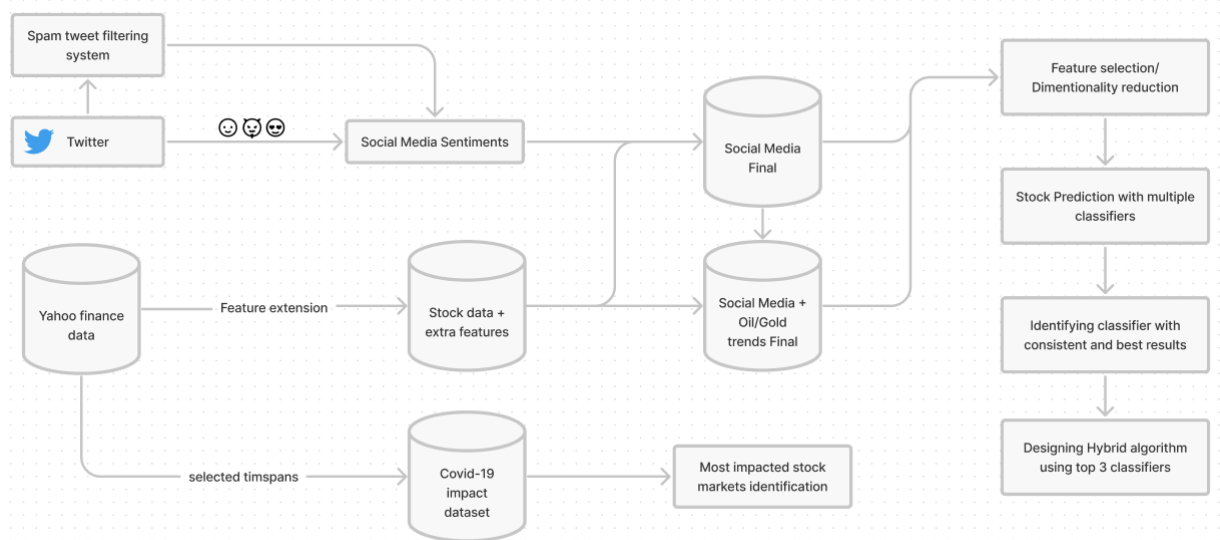 Spam tweet filtering
system
Twitter
Social Media Sentiments
Social Media
Final
Feature selection/
Dimentionality reduction
Stock Prediction with multiple
classifiers
Yahoo finance
data
Feature extension
Stock data +
extra features
Social Media +
Oil/Gold
trends Final
Identifying classifier with
consistent and best results
selected timspans
Covid-19
impact
dataset
Most impacted stock
markets identification
Designing Hybrid algorithm
using top 3 classifiers